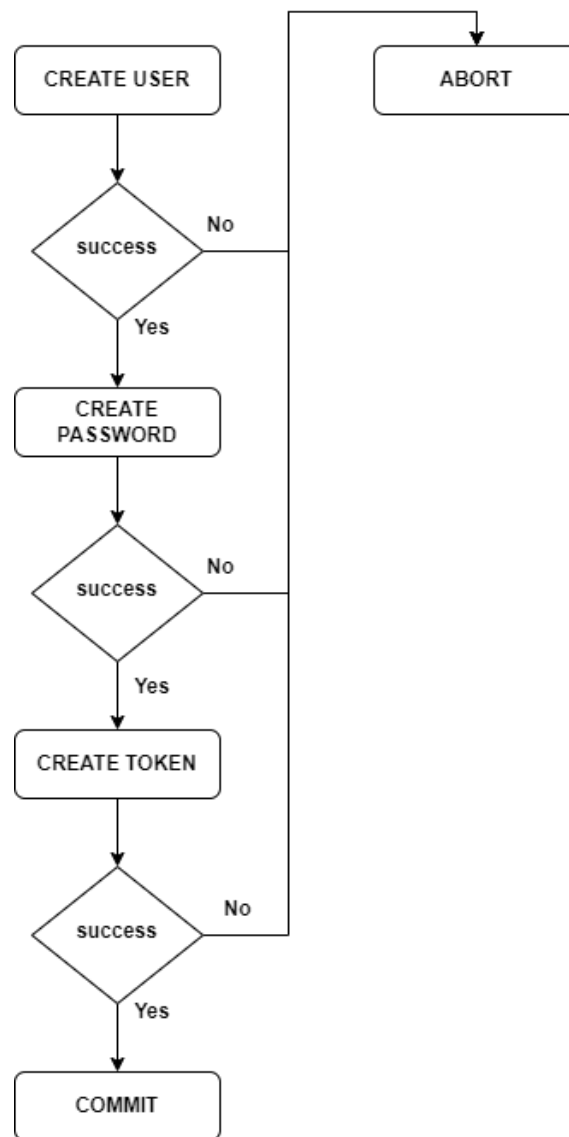 CREATE USER
ABORT
success
No
Yes
CREATE
PASSWORD
success
No
Yes
CREATE TOKEN
success
No
Yes
COMMIT